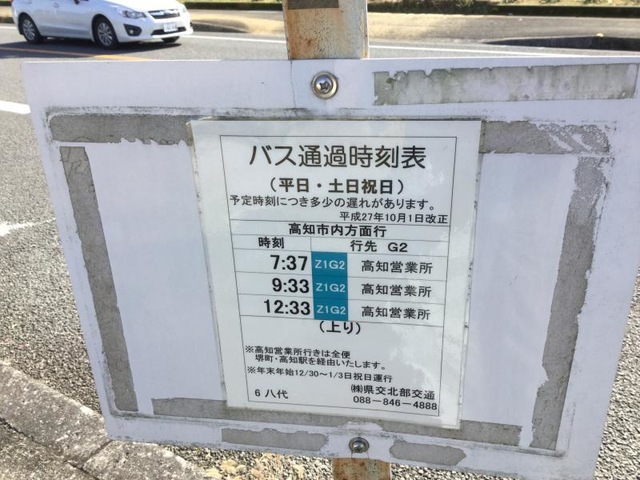 バス通過時刻表
（平日・土日祝日）
予定時刻につき多少の遅れがあります。
平成27年10月1日改正
高知市内方面行
時刻 行先 G2
7:37 Z1G2 高知営業所
9:33 Z1G2 高知営業所
12:33 Z1G2 高知営業所
（上り）
※高知営業所行きは全便
堺町・高知駅を経由いたします。
※年末年始12/30～1/3日祝日運行
6 八代 ㈱県交北部交通
088－846－4888